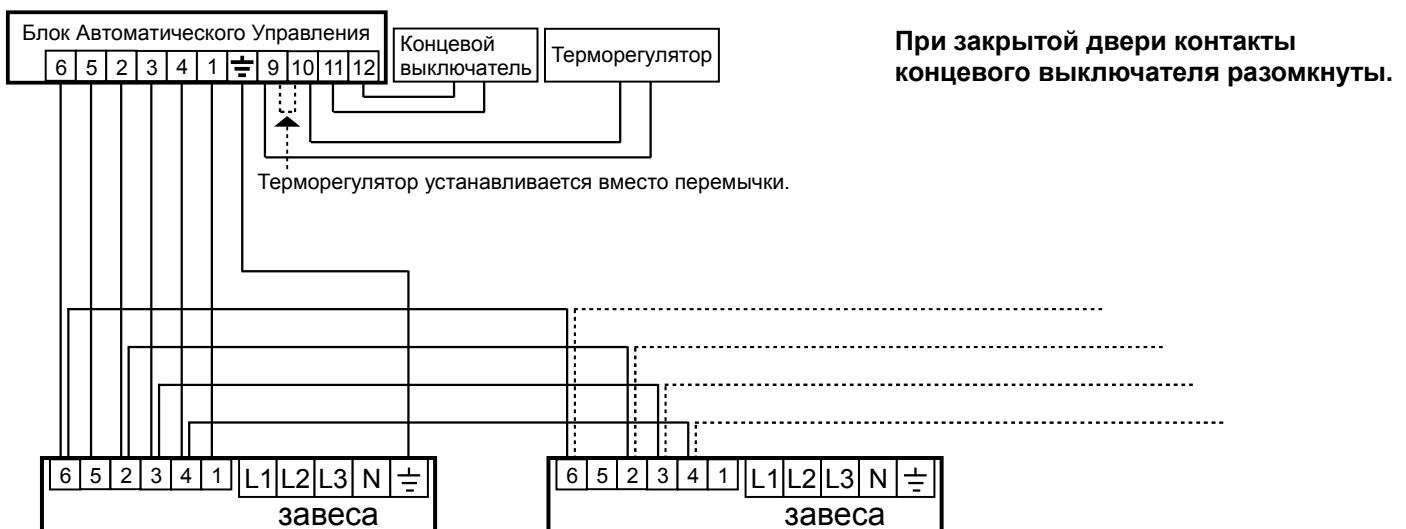 Блок Автоматического Управления
6 5 2 3 4 1 9 10 11 12
Концевой
выключатель
Терморегулятор
При закрытой двери контакты
концевого выключателя разомкнуты.
Терморегулятор устанавливается вместо перемычки.
6 5 2 3 4 1 L1 L2 L3 N
завеса
6 5 2 3 4 1 L1 L2 L3 N
завеса